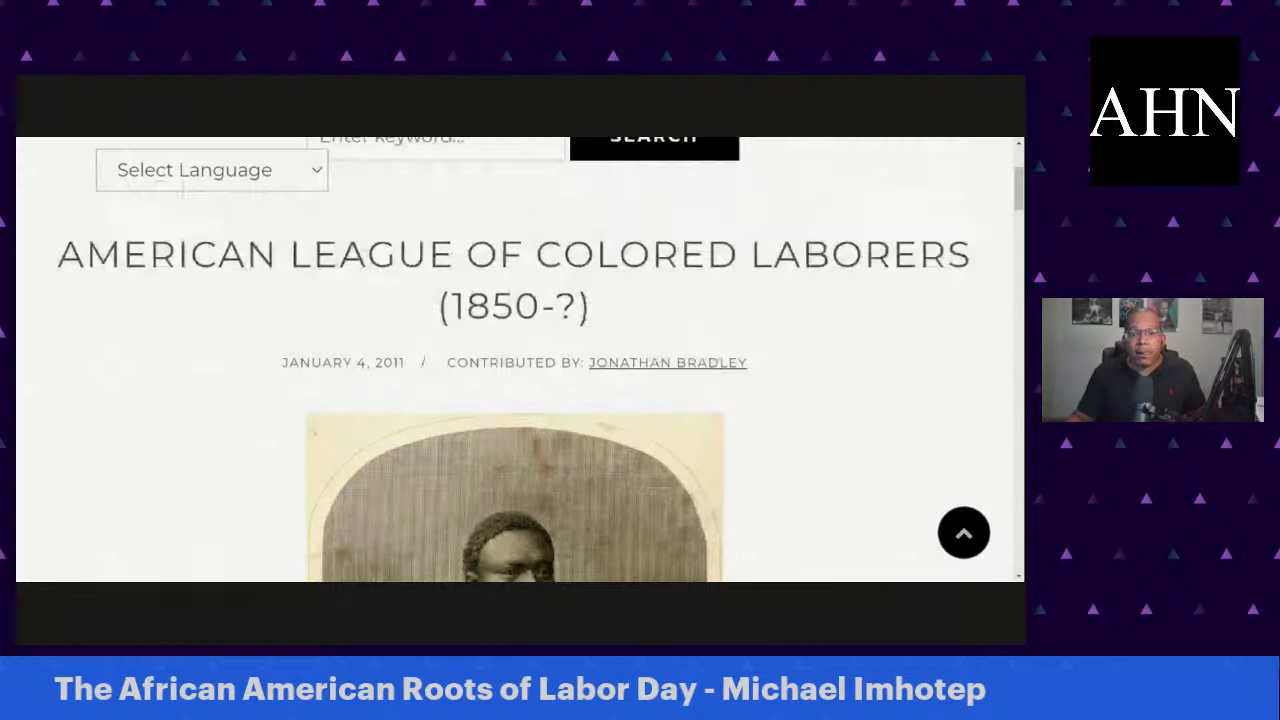 Enter keyword...
SEARCH
Select Language
AMERICAN LEAGUE OF COLORED LABORERS
(1850-?)
JANUARY 4, 2011 / CONTRIBUTED BY: JONATHAN BRADLEY
AHN
The African American Roots of Labor Day - Michael Imhotep